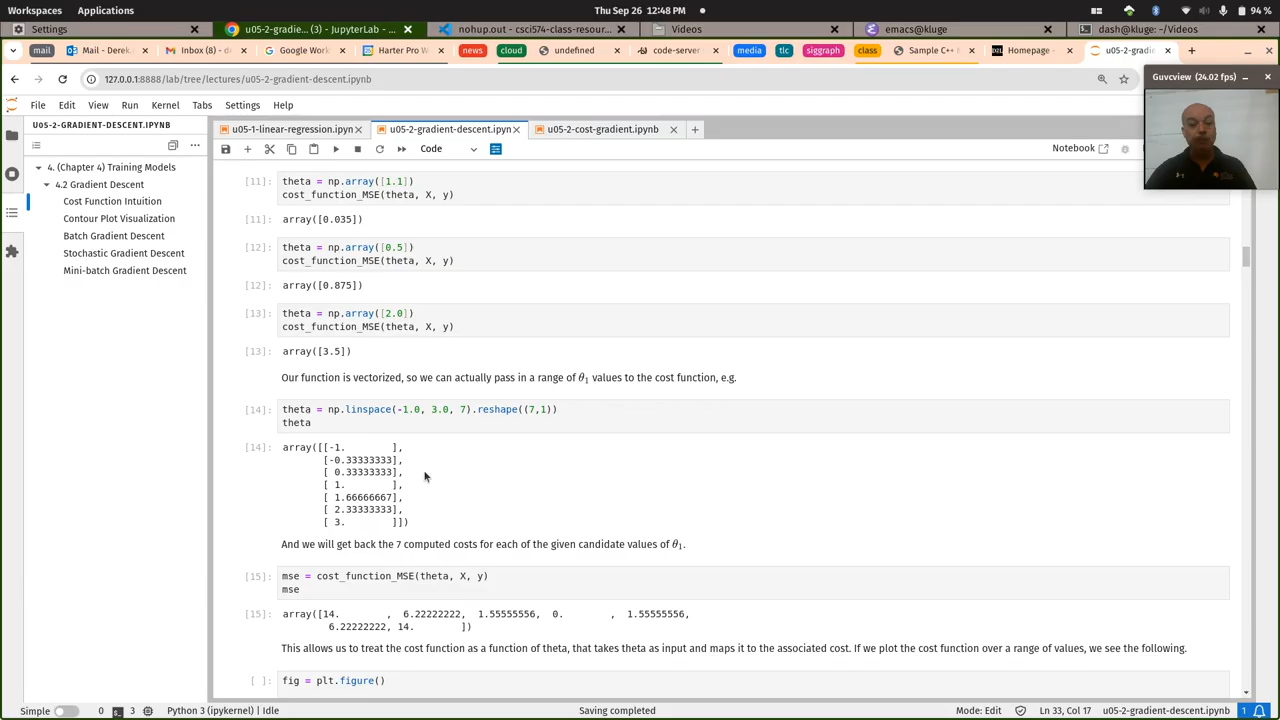 Workspaces Applications Thu Sep 26 12:48 PM 94 %
Settings u05-2-gradie... (3) - JupyterLab - ... nohup.out - csci574-class-resour... Videos emacs@kluge dash@kluge: ~/Videos
mail Mail - Derek. Inbox (8) - d Google Work Harter Pro W news cloud undefined code-server media tlc siggraph class Sample C++ M Homepage - u05-2-grad
127.0.0.1:8888/lab/tree/lectures/u05-2-gradient-descent.ipynb
Guvcview (24.02 fps)
File Edit View Run Kernel Tabs Settings Help
U05-2-GRADIENT-DESCENT.IPYNB
u05-1-linear-regression.ipyn u05-2-gradient-descent.ipyn u05-2-cost-gradient.ipynb
Code Notebook
4. (Chapter 4) Training Models
4.2 Gradient Descent
Cost Function Intuition
Contour Plot Visualization
Batch Gradient Descent
Stochastic Gradient Descent
Mini-batch Gradient Descent
[11]: theta = np.array([1.1])
cost_function_MSE(theta, X, y)
[11]: array([0.035])
[12]: theta = np.array([0.5])
cost_function_MSE(theta, X, y)
[12]: array([0.875])
[13]: theta = np.array([2.0])
cost_function_MSE(theta, X, y)
[13]: array([3.5])
Our function is vectorized, so we can actually pass in a range of θ1 values to the cost function, e.g.
[14]: theta = np.linspace(-1.0, 3.0, 7).reshape((7,1))
theta
[14]: array([[-1. ],
[-0.33333333],
[ 0.33333333],
[ 1. ],
[ 1.66666667],
[ 2.33333333],
[ 3. ]])
And we will get back the 7 computed costs for each of the given candidate values of θ1.
[15]: mse = cost_function_MSE(theta, X, y)
mse
[15]: array([14. , 6.22222222, 1.55555556, 0. , 1.55555556,
6.22222222, 14. ])
This allows us to treat the cost function as a function of theta, that takes theta as input and maps it to the associated cost. If we plot the cost function over a range of values, we see the following.
[ ]: fig = plt.figure()
Simple 0 3 Python 3 (ipykernel) | Idle Saving completed Mode: Edit Ln 33, Col 17 u05-2-gradient-descent.ipynb 1